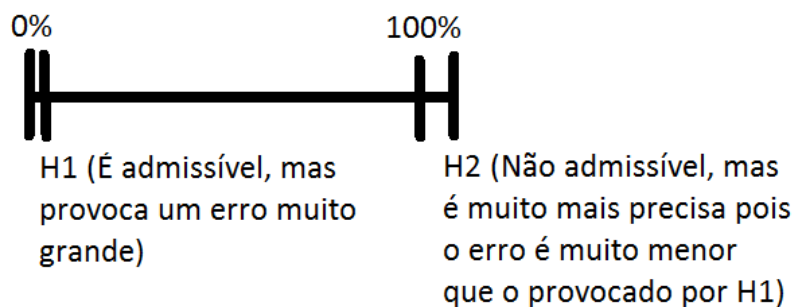 0%
100%
H1 (É admissível, mas
provoca um erro muito
grande)
H2 (Não admissível, mas
é muito mais precisa pois
o erro é muito menor
que o provocado por H1)